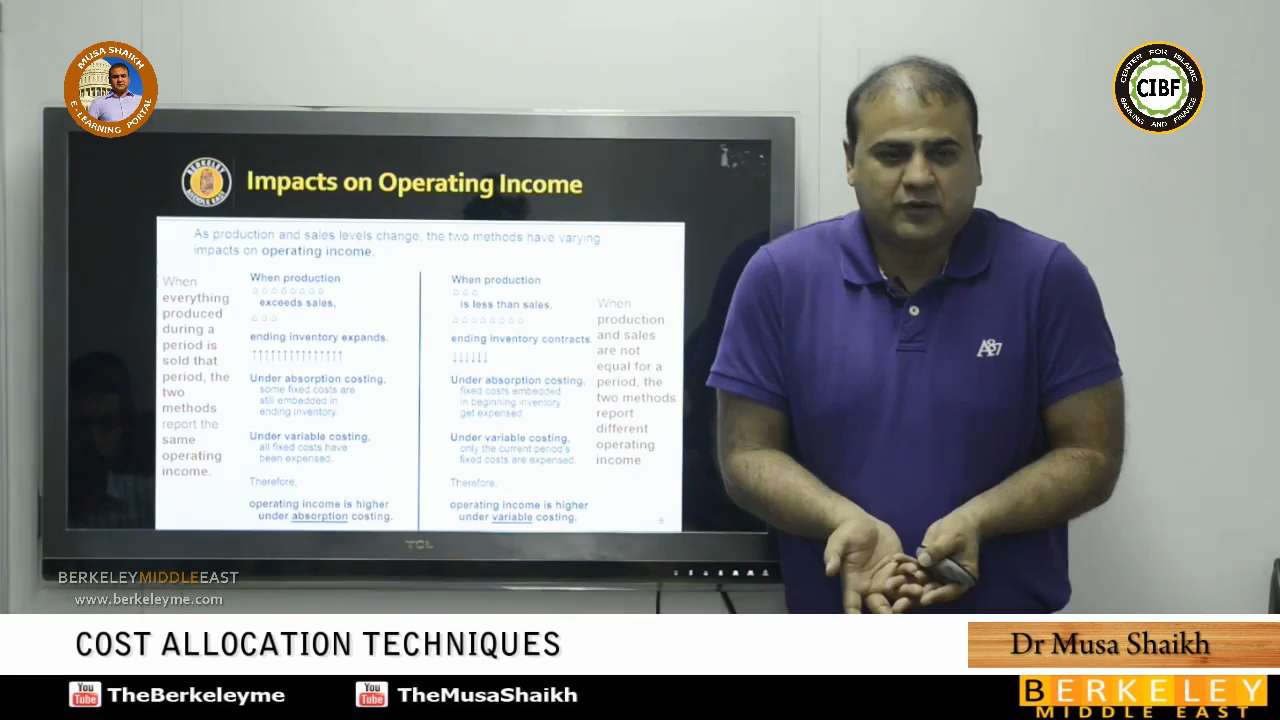 MUSA SHAIKH
E - LEARNING PORTAL
CENTER FOR ISLAMIC
CIBF
BANKING AND FINANCE
BERKELEY
MIDDLE EAST
Impacts on Operating Income
As production and sales levels change, the two methods have varying
impacts on operating income.
When
everything
produced
during a
period is
sold that
period, the
two
methods
report the
same
operating
income.
When production
exceeds sales,
ending inventory expands.
Under absorption costing,
some fixed costs are
still embedded in
ending inventory.
Under variable costing,
all fixed costs have
been expensed.
Therefore,
operating income is higher
under absorption costing.
When production
is less than sales,
ending inventory contracts.
Under absorption costing,
fixed costs embedded
in beginning inventory
get expensed.
Under variable costing,
only the current period's
fixed costs are expensed.
Therefore,
operating income is higher
under variable costing.
When
production
and sales
are not
equal for a
period, the
two methods
report
different
operating
income
TCL
A87
BERKELEYMIDDLEEAST
www.berkeleyme.com
COST ALLOCATION TECHNIQUES
Dr Musa Shaikh
You Tube TheBerkeleyme
You Tube TheMusaShaikh
BERKELEY
MIDDLE EAST